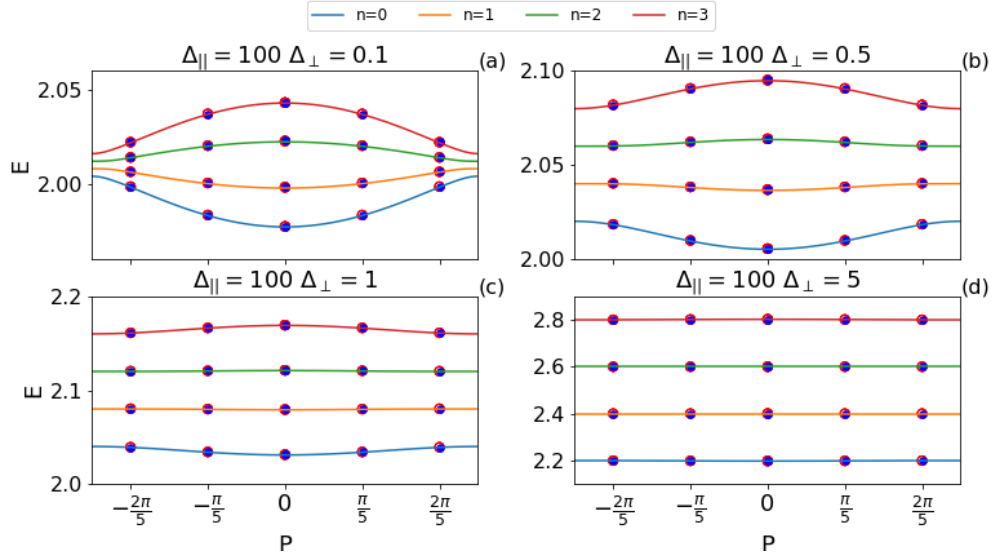 n=0 n=1 n=2 n=3
Δ|| = 100 Δ⊥ = 0.1 (a)
Δ|| = 100 Δ⊥ = 0.5 (b)
2.05
2.00
E
2.10
2.05
2.00
Δ|| = 100 Δ⊥ = 1 (c)
Δ|| = 100 Δ⊥ = 5 (d)
2.2
2.1
2.0
E
2.8
2.6
2.4
2.2
−2π/5 −π/5 0 π/5 2π/5
P
−2π/5 −π/5 0 π/5 2π/5
P